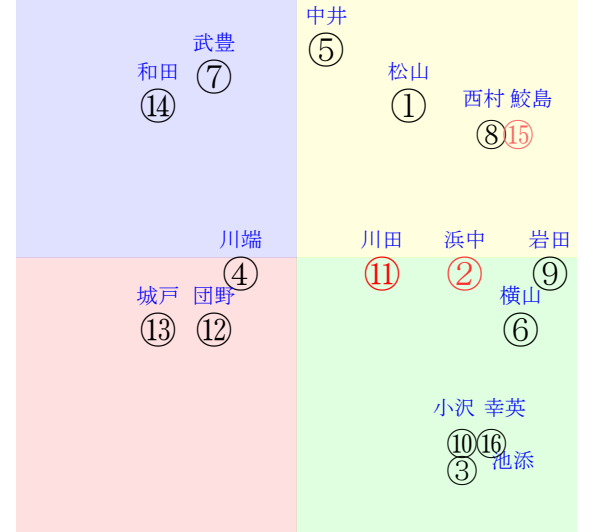 中井
⑤
武豊
⑦
和田
⑭
松山
①
西村 鮫島
⑧⑮
川端
④
川田
⑪
浜中
②
岩田
⑨
横山
⑥
城戸
⑬
団野
⑫
小沢 幸英
⑩⑯
③
池添